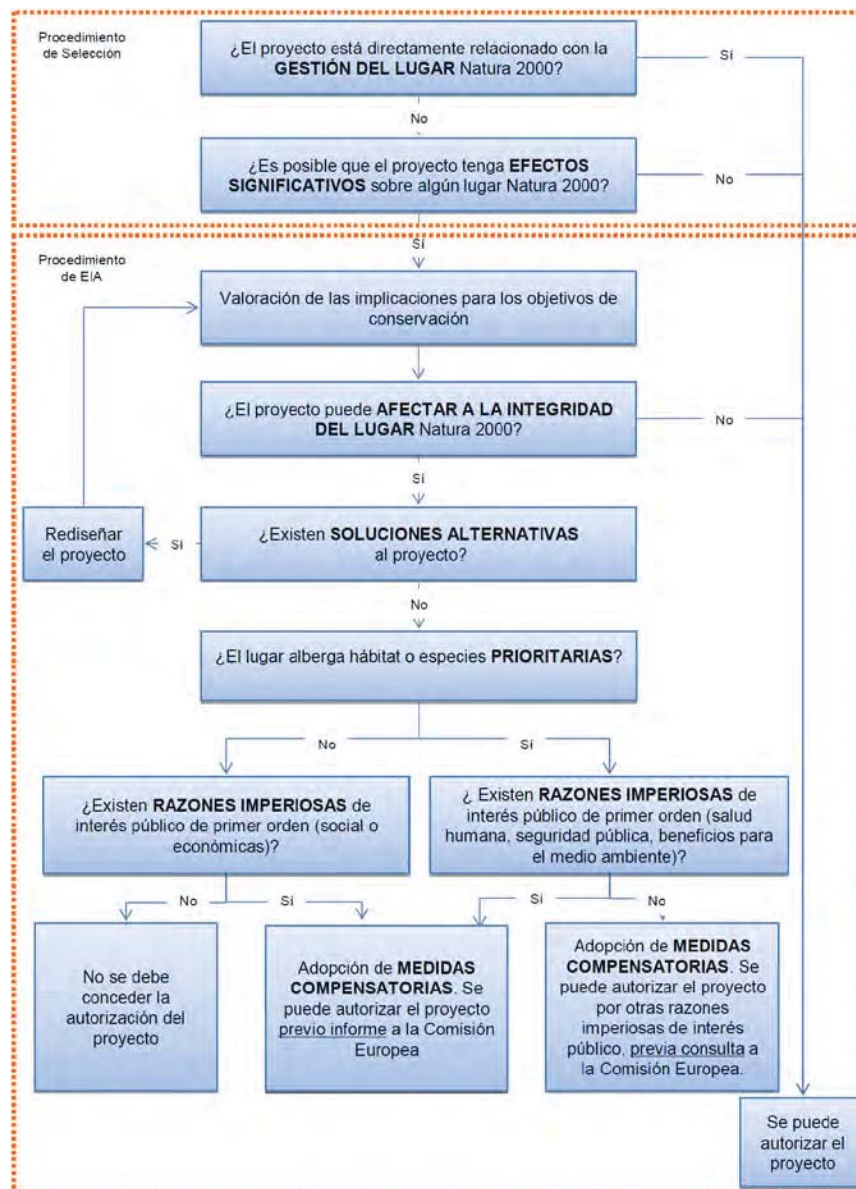 Procedimiento
de Selección
¿El proyecto está directamente relacionado con la
GESTIÓN DEL LUGAR Natura 2000?
Sí
No
¿Es posible que el proyecto tenga EFECTOS
SIGNIFICATIVOS sobre algún lugar Natura 2000?
No
Sí
Procedimiento
de EIA
Valoración de las implicaciones para los objetivos de
conservación
¿El proyecto puede AFECTAR A LA INTEGRIDAD
DEL LUGAR Natura 2000?
No
Sí
Rediseñar
el proyecto
Sí
¿Existen SOLUCIONES ALTERNATIVAS
al proyecto?
No
¿El lugar alberga hábitat o especies PRIORITARIAS?
No
Sí
¿Existen RAZONES IMPERIOSAS de
interés público de primer orden (social o
económicas)?
¿ Existen RAZONES IMPERIOSAS de
interés público de primer orden (salud
humana, seguridad pública, beneficios para
el medio ambiente)?
No
Sí
Sí
No
No se debe
conceder la
autorización del
proyecto
Adopción de MEDIDAS
COMPENSATORIAS. Se
puede autorizar el proyecto
previo informe a la Comisión
Europea
Adopción de MEDIDAS
COMPENSATORIAS. Se
puede autorizar el proyecto
por otras razones
imperiosas de interés
público, previa consulta a
la Comisión Europea.
Se puede
autorizar el
proyecto